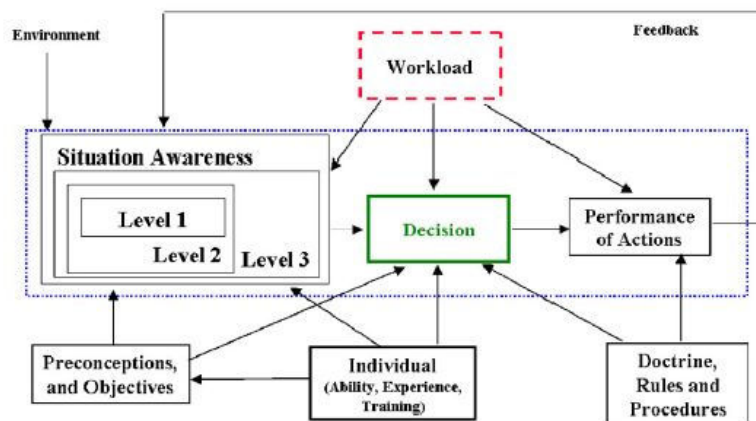 Environment
Feedback
Workload
Situation Awareness
Level 1
Level 2
Level 3
Decision
Performance
of Actions
Preconceptions,
and Objectives
Individual
(Ability, Experience,
Training)
Doctrine,
Rules and
Procedures